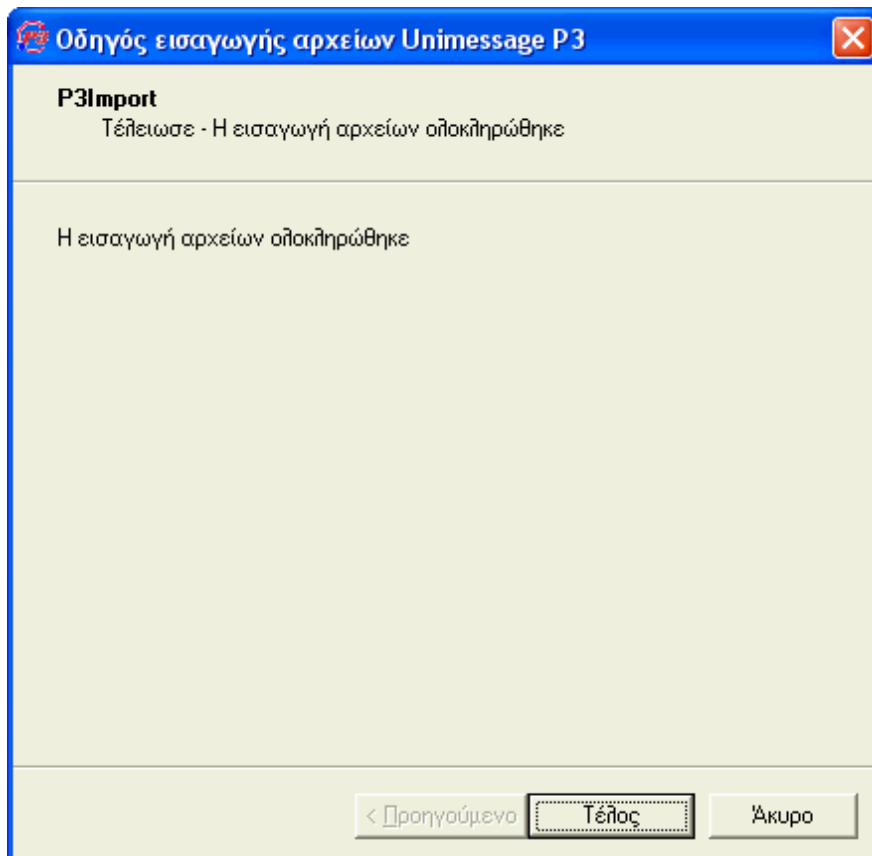 Οδηγός εισαγωγής αρχείων Unimessage P3
P3Import
Τέλειωσε - Η εισαγωγή αρχείων ολοκληρώθηκε
Η εισαγωγή αρχείων ολοκληρώθηκε
< Προηγούμενο Τέλος Άκυρο